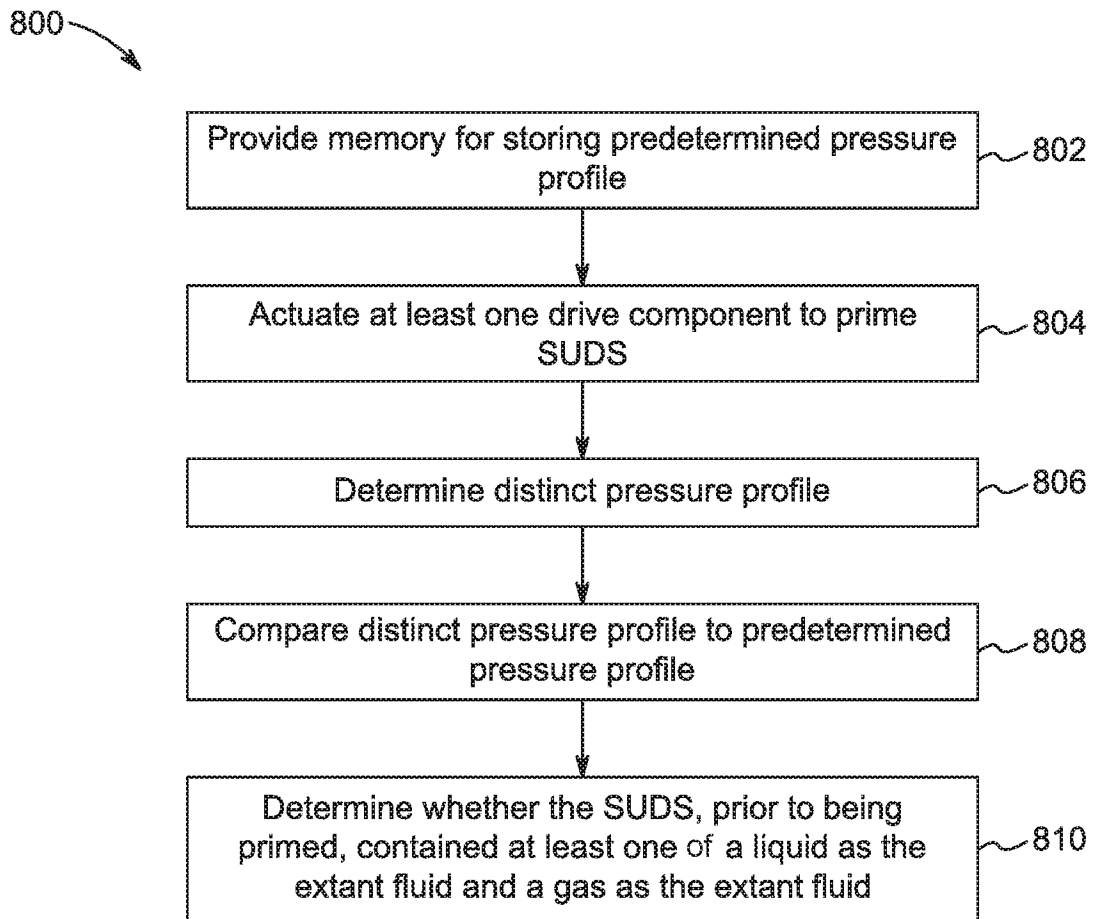 800
Provide memory for storing predetermined pressure
profile
802
Actuate at least one drive component to prime
SUDS
804
Determine distinct pressure profile
806
Compare distinct pressure profile to predetermined
pressure profile
808
Determine whether the SUDS, prior to being
primed, contained at least one of a liquid as the
extant fluid and a gas as the extant fluid
810